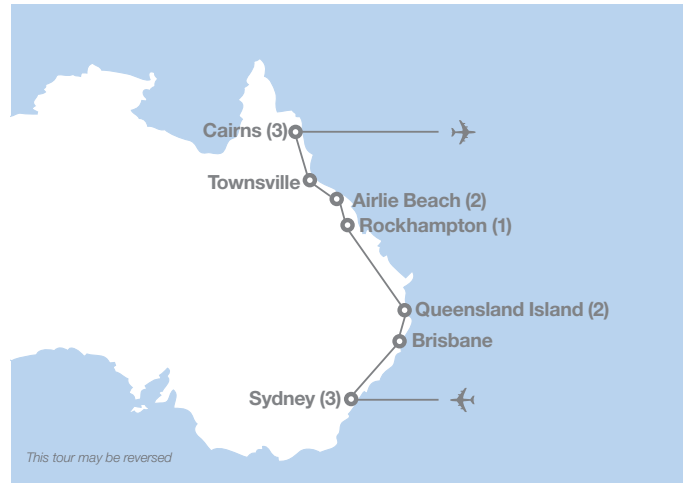 Cairns (3)
Townsville
Airlie Beach (2)
Rockhampton (1)
Queensland Island (2)
Brisbane
Sydney (3)
This tour may be reversed